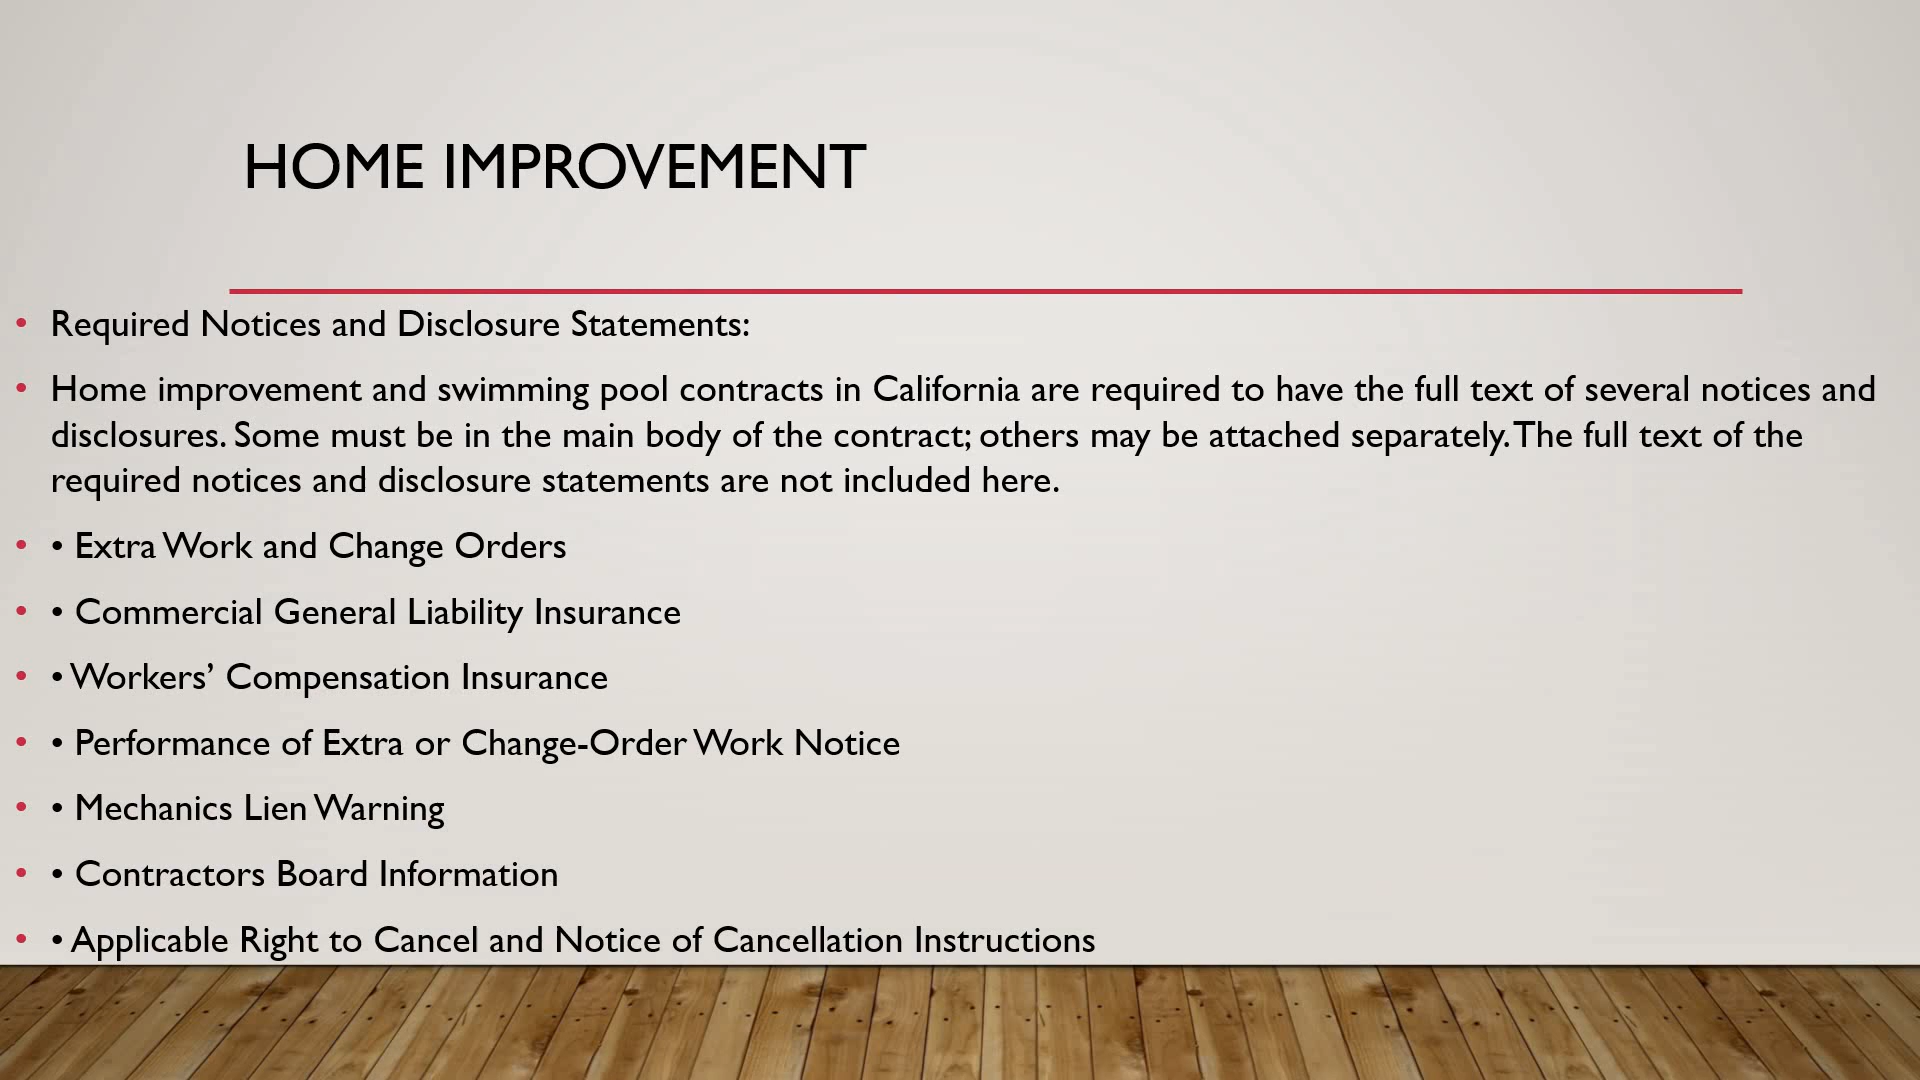 HOME IMPROVEMENT
• Required Notices and Disclosure Statements:
• Home improvement and swimming pool contracts in California are required to have the full text of several notices and
disclosures. Some must be in the main body of the contract; others may be attached separately. The full text of the
required notices and disclosure statements are not included here.
• • Extra Work and Change Orders
• • Commercial General Liability Insurance
• • Workers’ Compensation Insurance
• • Performance of Extra or Change-Order Work Notice
• • Mechanics Lien Warning
• • Contractors Board Information
• • Applicable Right to Cancel and Notice of Cancellation Instructions